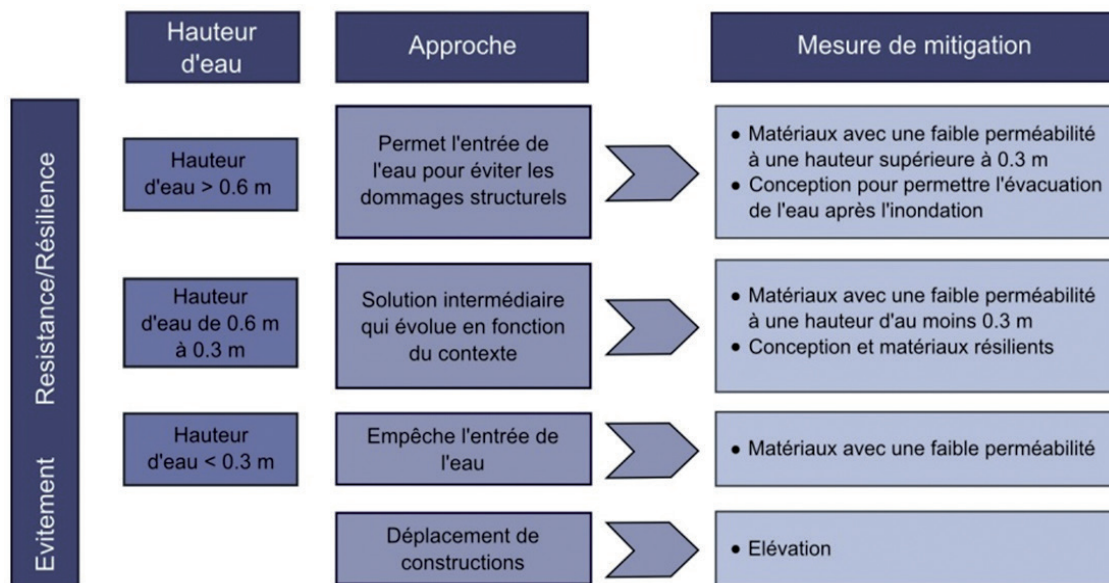 Hauteur
d'eau
Approche
Mesure de mitigation
Resistance/Résilience
Evitement
Hauteur
d'eau > 0.6 m
Permet l'entrée de
l'eau pour éviter les
dommages structurels
• Matériaux avec une faible perméabilité
à une hauteur supérieure à 0.3 m
• Conception pour permettre l'évacuation
de l'eau après l'inondation
Hauteur
d'eau de 0.6 m
à 0.3 m
Solution intermédiaire
qui évolue en fonction
du contexte
• Matériaux avec une faible perméabilité
à une hauteur d'au moins 0.3 m
• Conception et matériaux résilients
Hauteur
d'eau < 0.3 m
Empêche l'entrée de
l'eau
• Matériaux avec une faible perméabilité
Déplacement de
constructions
• Elévation